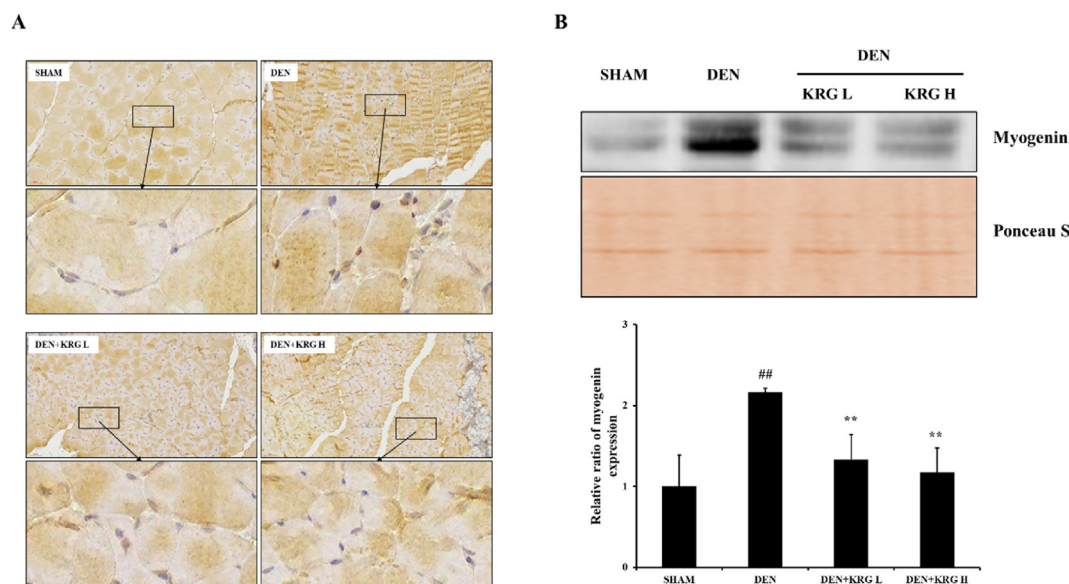 A
SHAM
DEN
DEN+KRG L
DEN+KRG H
B
DEN
SHAM
DEN
KRG L
KRG H
Myogenin
Ponceau S
Relative ratio of myogenin
expression
3
2
1
0
##
**
**
SHAM
DEN
DEN+KRG L
DEN+KRG H